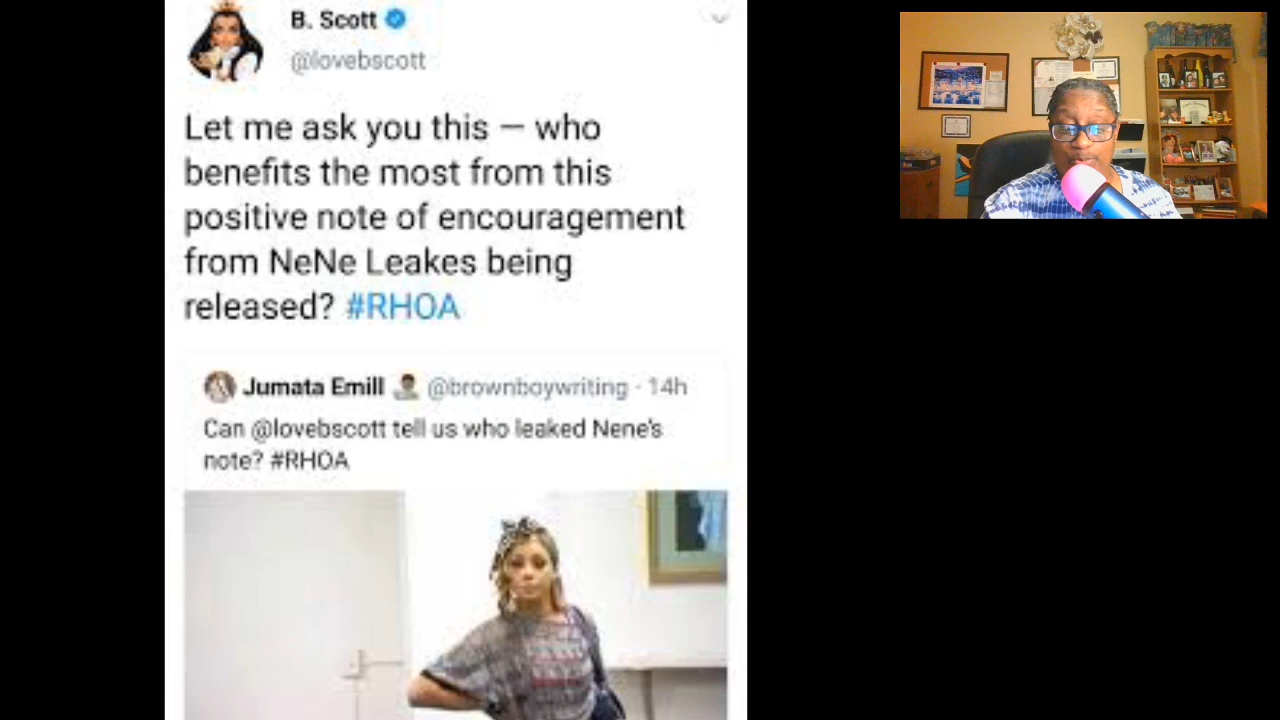 B. Scott
@lovebscott
Let me ask you this — who
benefits the most from this
positive note of encouragement
from NeNe Leakes being
released? #RHOA
Jumata Emill @brownboywriting · 14h
Can @lovebscott tell us who leaked Nene's
note? #RHOA